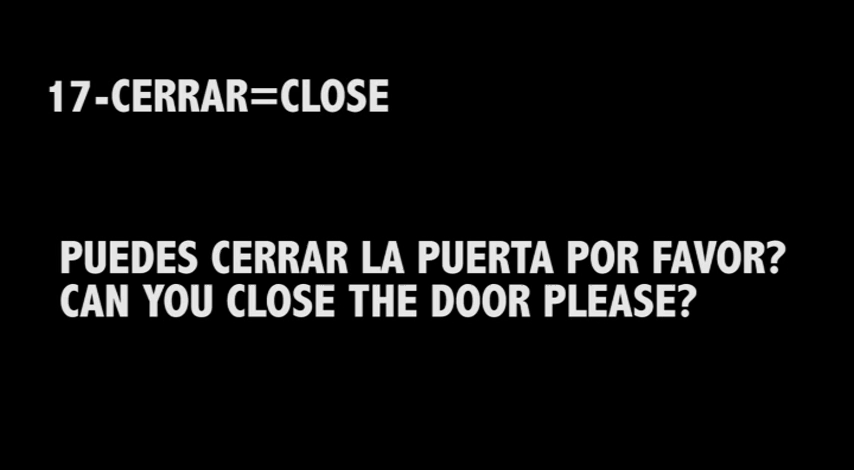 17-CERRAR=CLOSE
PUEDES CERRAR LA PUERTA POR FAVOR?
CAN YOU CLOSE THE DOOR PLEASE?